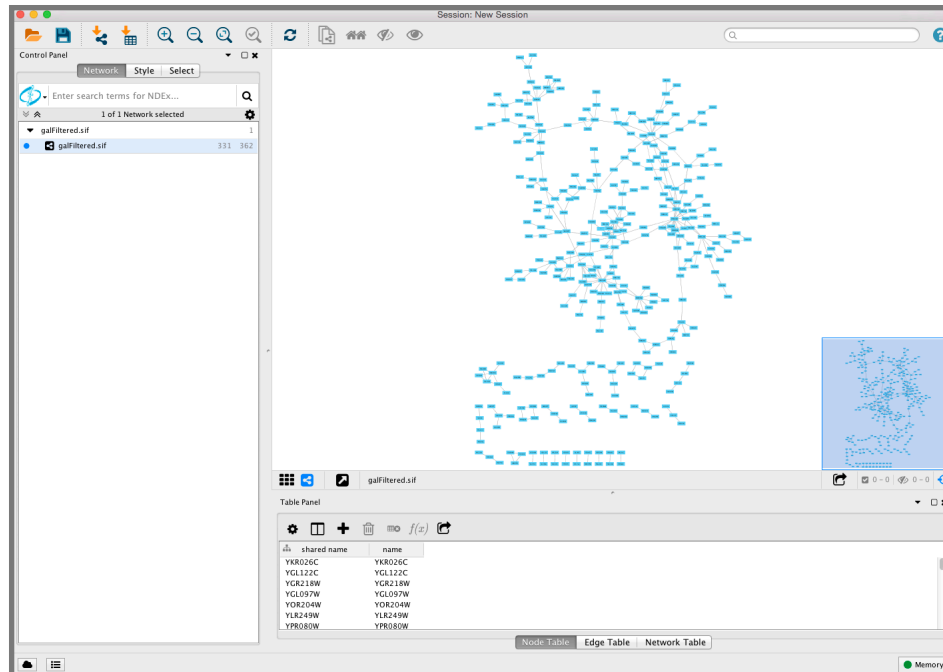 Session: New Session
Control Panel
Network Style Select
Enter search terms for NDEx...
1 of 1 Network selected
galFiltered.sif 1
galFiltered.sif 331 362
galFiltered.sif
0 - 0 0 - 0
Table Panel
f(x)
shared name name
YKR026C YKR026C
YGL122C YGL122C
YGR218W YGR218W
YGL097W YGL097W
YOR204W YOR204W
YLR249W YLR249W
YPR080W YPR080W
Node Table Edge Table Network Table
Memory